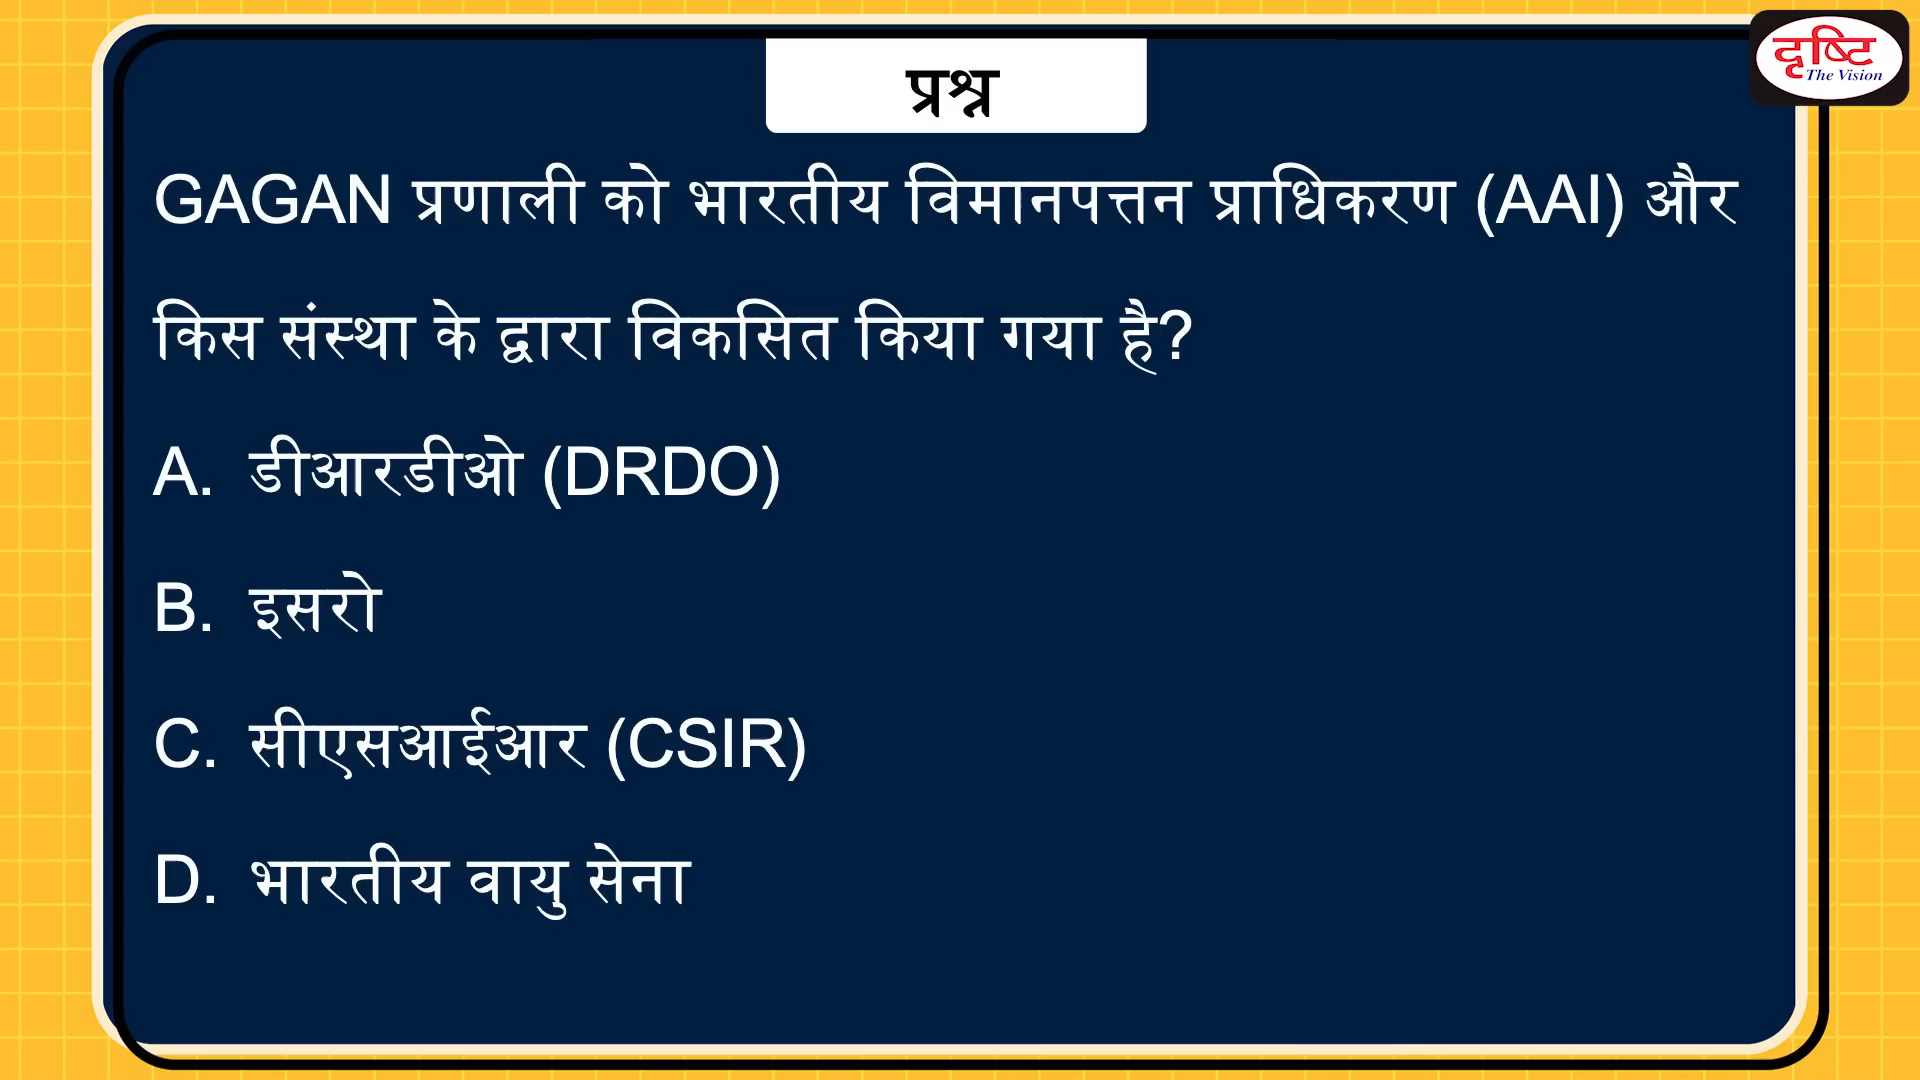 दृष्टि
The Vision
प्रश्न
GAGAN प्रणाली को भारतीय विमानपत्तन प्राधिकरण (AAI) और
किस संस्था के द्वारा विकसित किया गया है?
A. डीआरडीओ (DRDO)
B. इसरो
C. सीएसआईआर (CSIR)
D. भारतीय वायु सेना